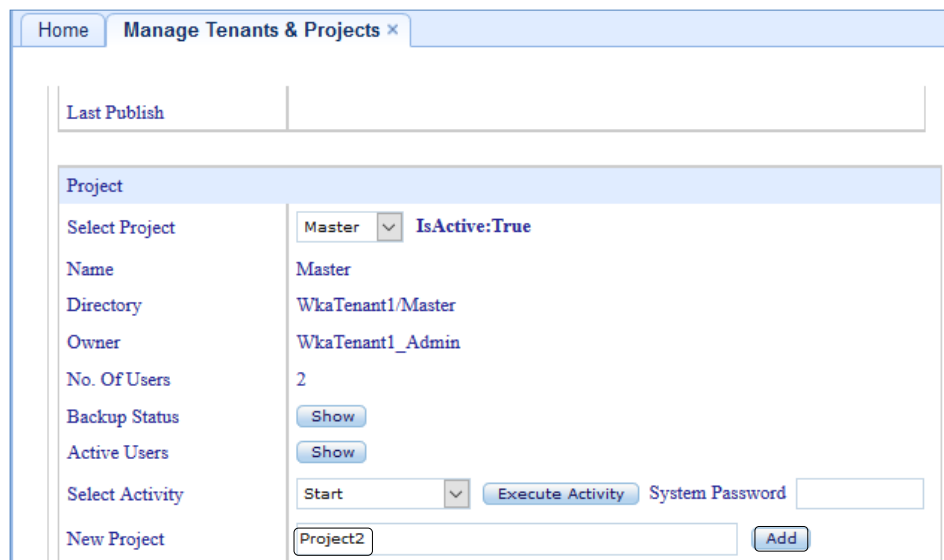 Home Manage Tenants & Projects ×
Last Publish
Project
Select Project Master IsActive:True
Name Master
Directory WkaTenant1/Master
Owner WkaTenant1_Admin
No. Of Users 2
Backup Status Show
Active Users Show
Select Activity Start Execute Activity System Password
New Project Project2 Add